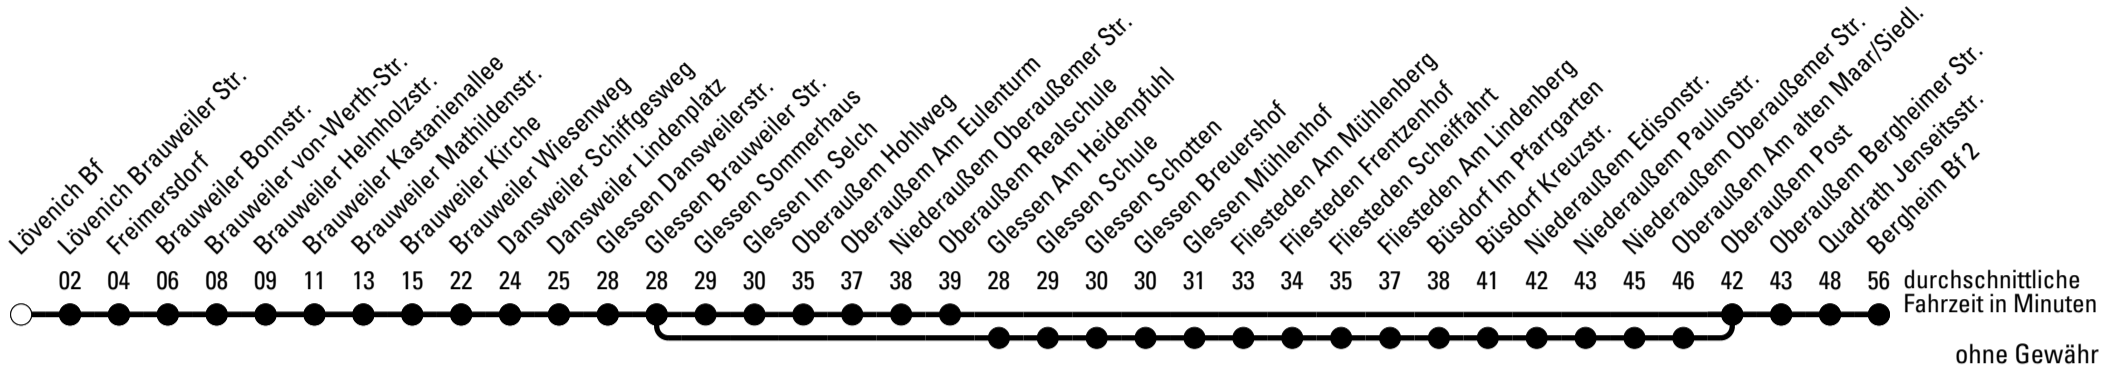 Lövenich Bf
Lövenich Brauweiler Str.
Freimersdorf
Brauweiler Bonnstr.
Brauweiler von-Werth-Str.
Brauweiler Helmholzstr.
Brauweiler Kastanienallee
Brauweiler Mathildenstr.
Brauweiler Kirche
Brauweiler Wiesenweg
Dansweiler Schiffgesweg
Dansweiler Lindenplatz
Glessen Dansweilerstr.
Glessen Brauweiler Str.
Glessen Sommerhaus
Glessen Im Selch
Oberaußem Hohlweg
Oberaußem Am Eulenturm
Niederaußem Oberaußemer Str.
Oberaußem Realschule
Glessen Am Heidenpfuhl
Glessen Schule
Glessen Schotten
Glessen Breuershof
Glessen Mühlenhof
Fliesteden Am Mühlenberg
Fliesteden Frentzenhof
Fliesteden Scheiffahrt
Fliesteden Am Lindenberg
Büsdorf Im Pfarrgarten
Büsdorf Kreuzstr.
Niederaußem Edisonstr.
Niederaußem Paulusstr.
Niederaußem Oberaußemer Str.
Oberaußem Am alten Maar/Siedl.
Oberaußem Post
Oberaußem Bergheimer Str.
Quadrath Jenseitsstr.
Bergheim Bf 2
02 04 06 08 09 11 13 15 22 24 25 28 28 29 30 35 37 38 39 28 29 30 30 31 33 34 35 37 38 41 42 43 45 46 42 43 48 56 durchschnittliche
Fahrzeit in Minuten
ohne Gewähr